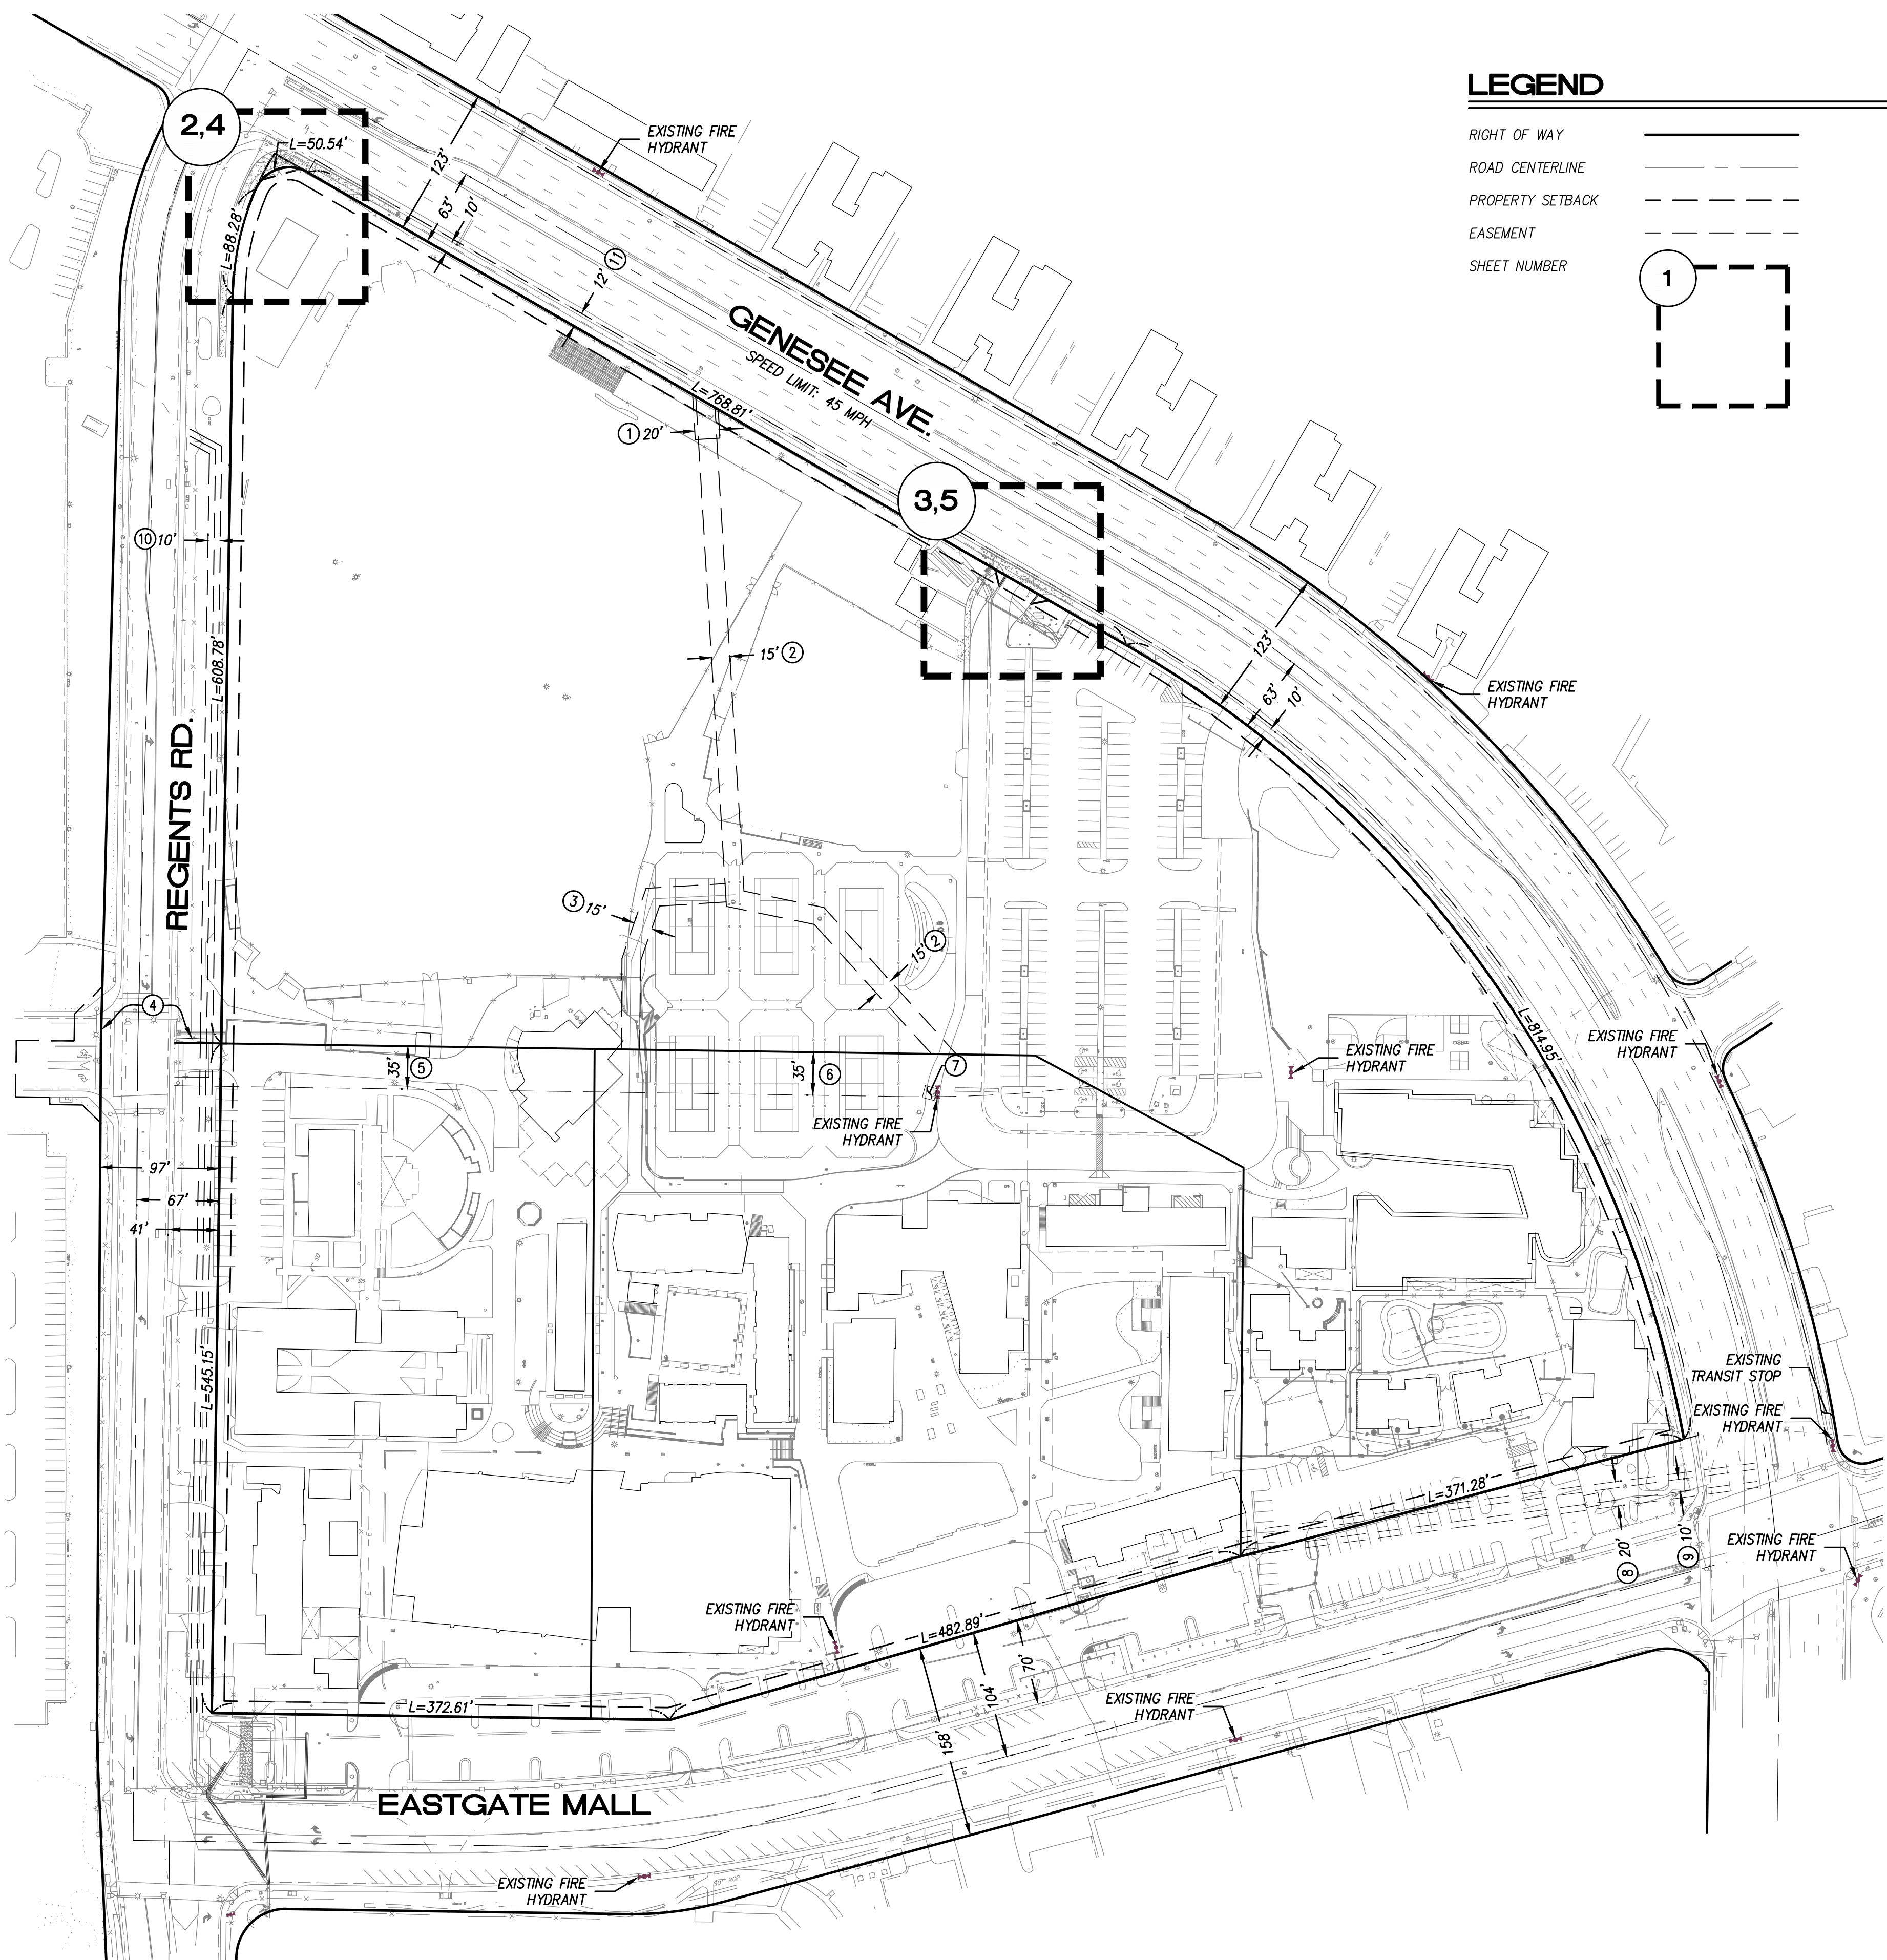 LEGEND
RIGHT OF WAY
ROAD CENTERLINE
PROPERTY SETBACK
EASEMENT
SHEET NUMBER
1
2,4
L=50.54'
L=88.28'
EXISTING FIRE
HYDRANT
123'
63'
10'
12' 11
GENESEE AVE.
SPEED LIMIT: 45 MPH
L=768.81'
1 20'
3,5
10 10'
L=608.78'
REGENTS RD.
15' 2
123'
63'
10'
EXISTING FIRE
HYDRANT
3 15'
15' 2
4
L=814.95'
EXISTING FIRE
HYDRANT
EXISTING FIRE
HYDRANT
35' 5
35' 6
7
EXISTING FIRE
HYDRANT
97'
67'
41'
L=545.15'
EXISTING
TRANSIT STOP
EXISTING FIRE
HYDRANT
L=371.28'
8 20'
9 10'
EXISTING FIRE
HYDRANT
EXISTING FIRE
HYDRANT
L=482.89'
L=372.61'
70'
104'
158'
EXISTING FIRE
HYDRANT
EASTGATE MALL
EXISTING FIRE
HYDRANT